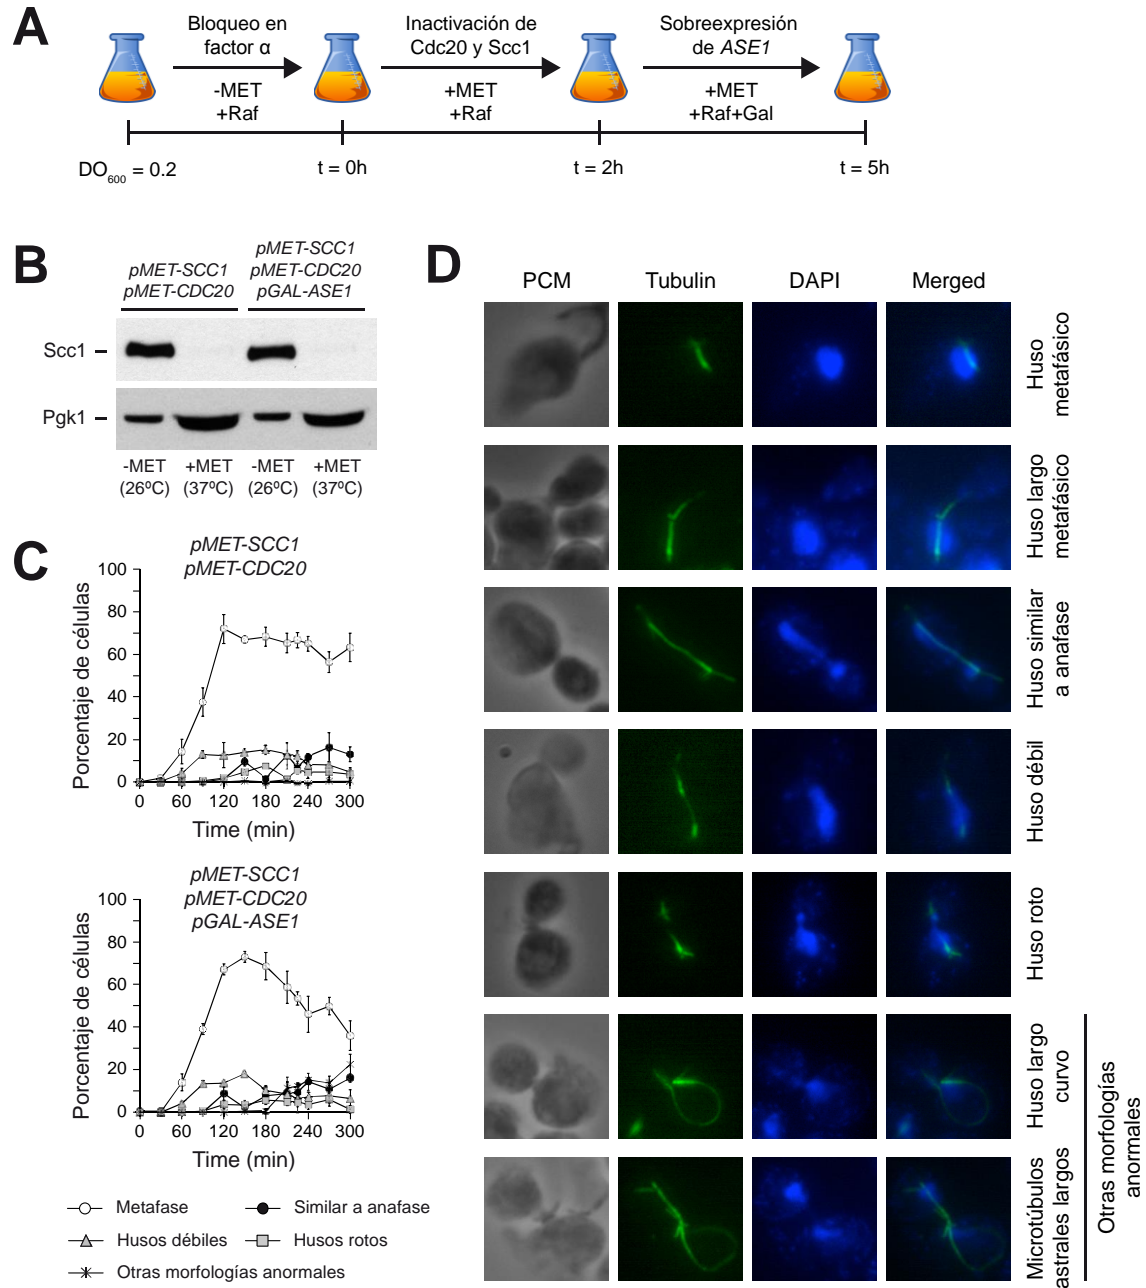 A
Bloqueo en
factor α
Inactivación de
Cdc20 y Scc1
Sobreexpresión
de ASE1
-MET
+Raf
+MET
+Raf
+MET
+Raf+Gal
DO600 = 0.2
t = 0h
t = 2h
t = 5h
B
pMET-SCC1
pMET-CDC20
pMET-SCC1
pMET-CDC20
pGAL-ASE1
Scc1
Pgk1
-MET
(26ºC)
+MET
(37ºC)
-MET
(26ºC)
+MET
(37ºC)
C
pMET-SCC1
pMET-CDC20
Porcentaje de células
100
80
60
40
20
0
0 60 120 180 240 300
Time (min)
pMET-SCC1
pMET-CDC20
pGAL-ASE1
Porcentaje de células
100
80
60
40
20
0
0 60 120 180 240 300
Time (min)
Metafase
Similar a anafase
Husos débiles
Husos rotos
Otras morfologías anormales
D
PCM Tubulin DAPI Merged
Huso
metafásico
Huso largo
metafásico
Huso similar
a anafase
Huso débil
Huso roto
Huso largo
curvo
Microtúbulos
astrales largos
Otras morfologías
anormales